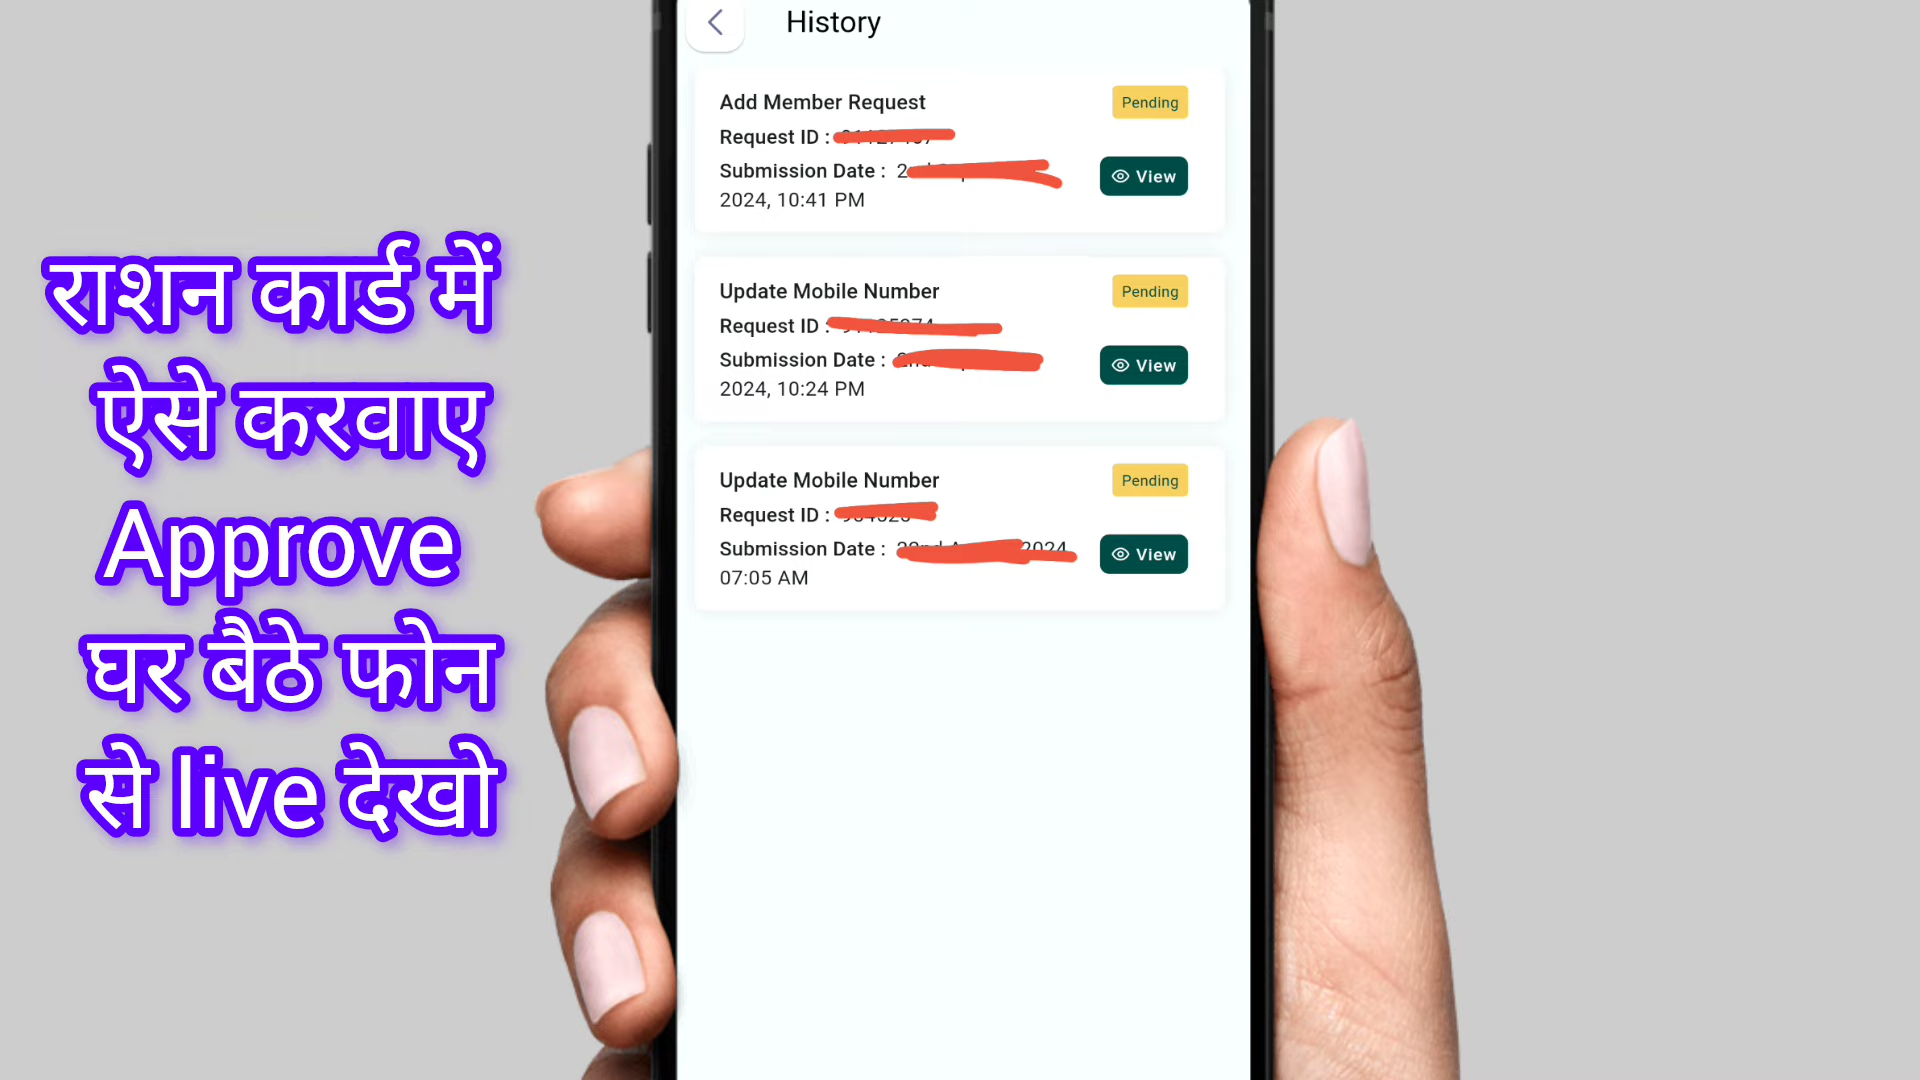 राशन कार्ड में
ऐसे करवाए
Approve
घर बैठे फोन
से live देखो
History
Add Member Request
Pending
Request ID :
Submission Date :
View
2024, 10:41 PM
Update Mobile Number
Pending
Request ID :
Submission Date :
View
2024, 10:24 PM
Update Mobile Number
Pending
Request ID :
Submission Date : 2024
View
07:05 AM